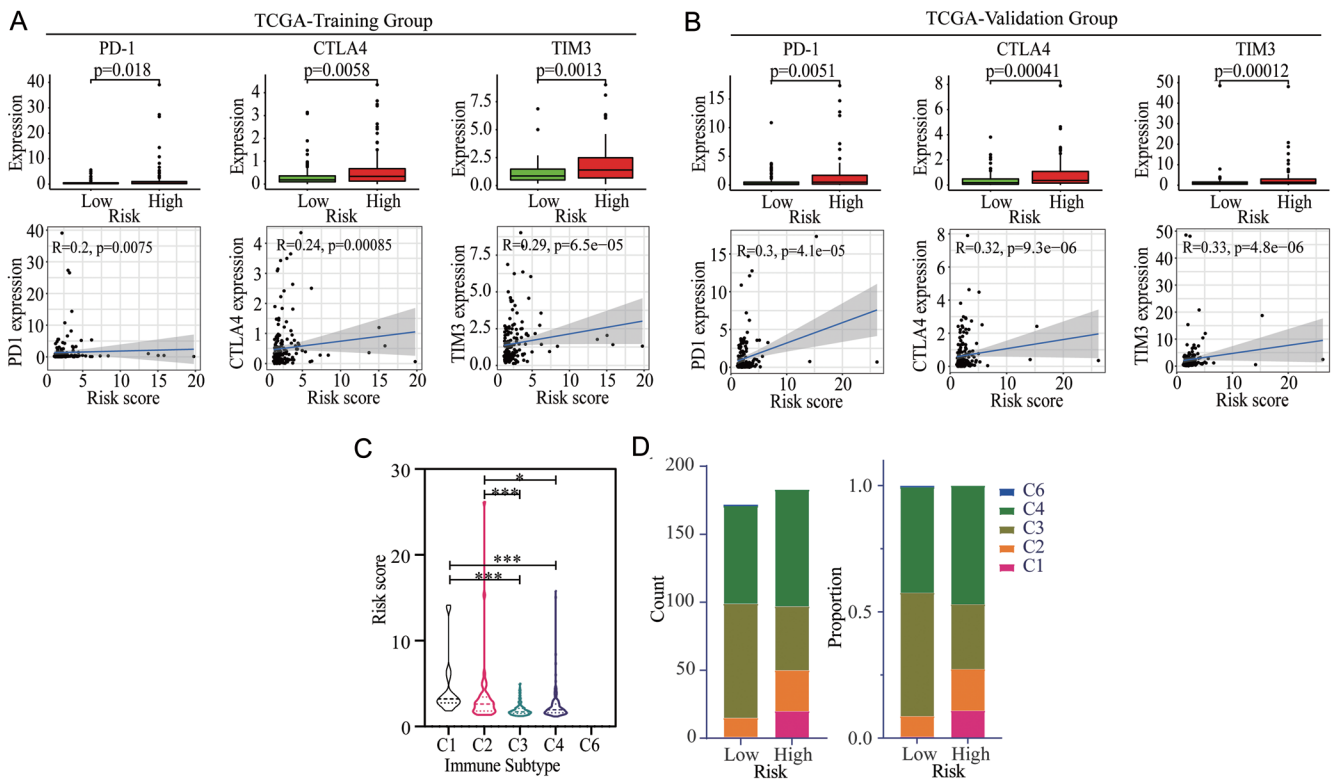 A
TCGA-Training Group
PD-1
CTLA4
TIM3
p=0.018
p=0.0058
p=0.0013
Expression
40
30
20
10
0
Low
High
Risk
Expression
4
3
2
1
0
Low
High
Risk
Expression
7.5
5.0
2.5
0.0
Low
High
Risk
R=0.2, p=0.0075
PD1 expression
40
30
20
10
0
0
5
10
15
20
Risk score
R=0.24, p=0.00085
CTLA4 expression
4
3
2
1
0
0
5
10
15
20
Risk score
R=0.29, p=6.5e−05
TIM3 expression
7.5
5.0
2.5
0.0
0
5
10
15
20
Risk score
B
TCGA-Validation Group
PD-1
CTLA4
TIM3
p=0.0051
p=0.00041
p=0.00012
Expression
15
10
5
0
Low
High
Risk
Expression
8
6
4
2
0
Low
High
Risk
Expression
50
40
30
20
10
0
Low
High
Risk
R=0.3, p=4.1e−05
PD1 expression
15
10
5
0
0
10
20
Risk score
R=0.32, p=9.3e−06
CTLA4 expression
8
6
4
2
0
0
10
20
Risk score
R=0.33, p=4.8e−06
TIM3 expression
50
40
30
20
10
0
0
10
20
Risk score
C
Risk score
30
20
10
0
*
***
***
***
C1
C2
C3
C4
C6
Immune Subtype
D
Count
200
150
100
50
0
Low
High
Risk
Proportion
1.0
0.5
0.0
Low
High
Risk
C6
C4
C3
C2
C1